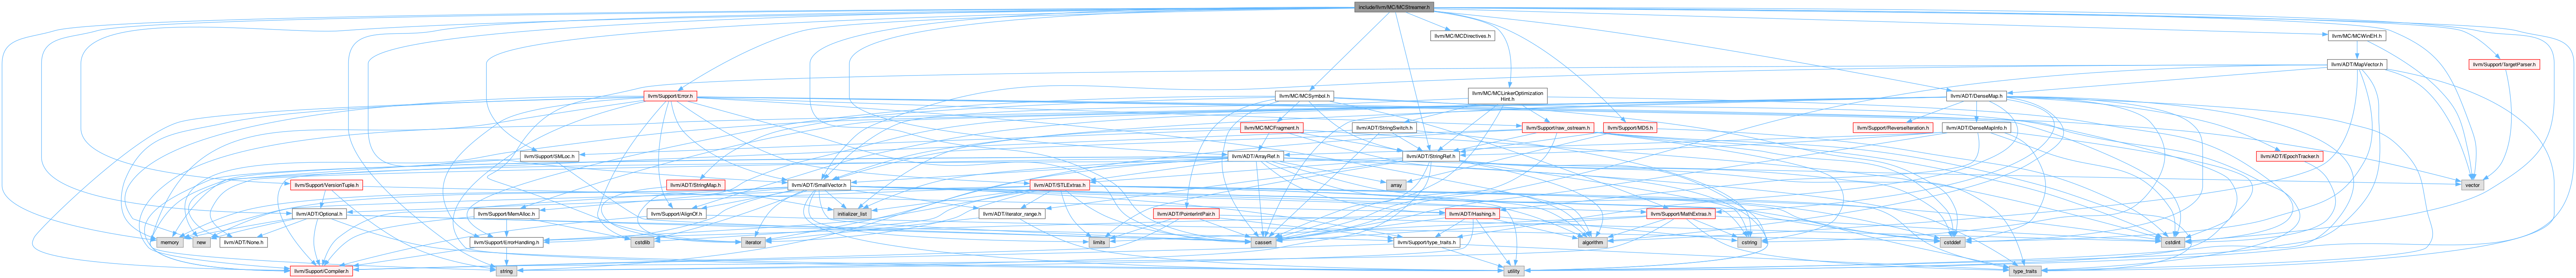 include/llvm/MC/MCStreamer.h
llvm/MC/MCDirectives.h
llvm/MC/MCWinEH.h
llvm/ADT/MapVector.h
llvm/Support/TargetParser.h
llvm/Support/Error.h
llvm/MC/MCSymbol.h
llvm/MC/MCLinkerOptimization
Hint.h
llvm/ADT/DenseMap.h
llvm/MC/MCFragment.h
llvm/ADT/StringSwitch.h
llvm/Support/raw_ostream.h
llvm/Support/MD5.h
llvm/Support/ReverseIteration.h
llvm/ADT/DenseMapInfo.h
llvm/Support/SMLoc.h
llvm/ADT/ArrayRef.h
llvm/ADT/StringRef.h
llvm/ADT/EpochTracker.h
llvm/Support/VersionTuple.h
llvm/ADT/StringMap.h
llvm/ADT/SmallVector.h
llvm/ADT/STLExtras.h
array
vector
llvm/ADT/Optional.h
llvm/Support/MemAlloc.h
llvm/Support/AlignOf.h
initializer_list
llvm/ADT/iterator_range.h
llvm/ADT/PointerIntPair.h
llvm/ADT/Hashing.h
llvm/Support/MathExtras.h
memory
new
llvm/ADT/None.h
llvm/Support/ErrorHandling.h
cstdlib
iterator
limits
llvm/Support/type_traits.h
cassert
algorithm
cstring
cstddef
cstdint
llvm/Support/Compiler.h
string
utility
type_traits